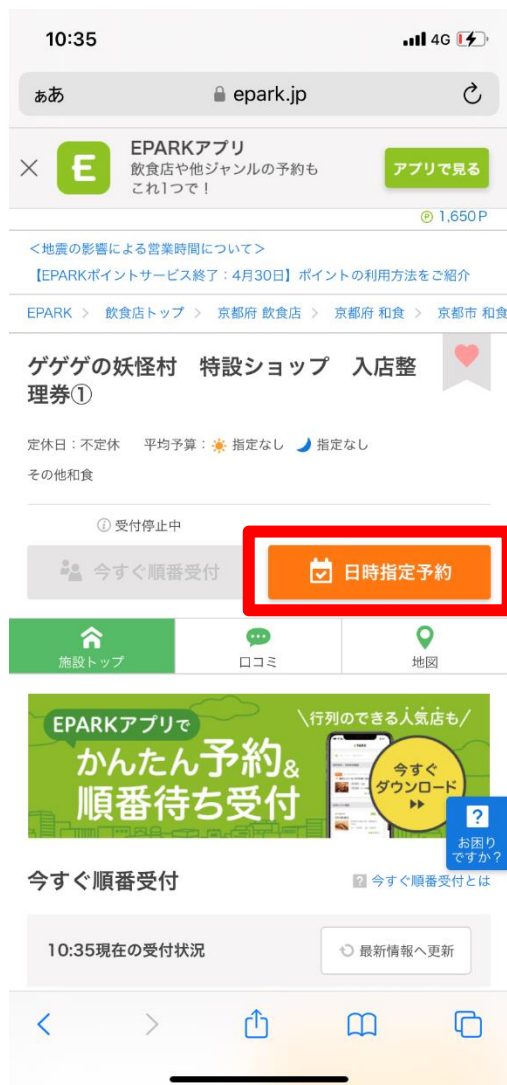 10:35
4G
ぁあ
epark.jp
EPARKアプリ
飲食店や他ジャンルの予約も
これ1つで！
アプリで見る
E
P 1,650P
＜地震の影響による営業時間について＞
【EPARKポイントサービス終了：4月30日】ポイントの利用方法をご紹介
EPARK > 飲食店トップ > 京都府 飲食店 > 京都府 和食 > 京都市 和食
ゲゲゲの妖怪村　特設ショップ　入店整
理券①
定休日：不定休　平均予算： 指定なし　指定なし
その他和食
受付停止中
今すぐ順番受付
日時指定予約
施設トップ
口コミ
地図
EPARKアプリで
かんたん予約&
順番待ち受付
\行列のできる人気店も/
今すぐ
ダウンロード
?
お困り
ですか？
今すぐ順番受付
? 今すぐ順番受付とは
10:35現在の受付状況
最新情報へ更新